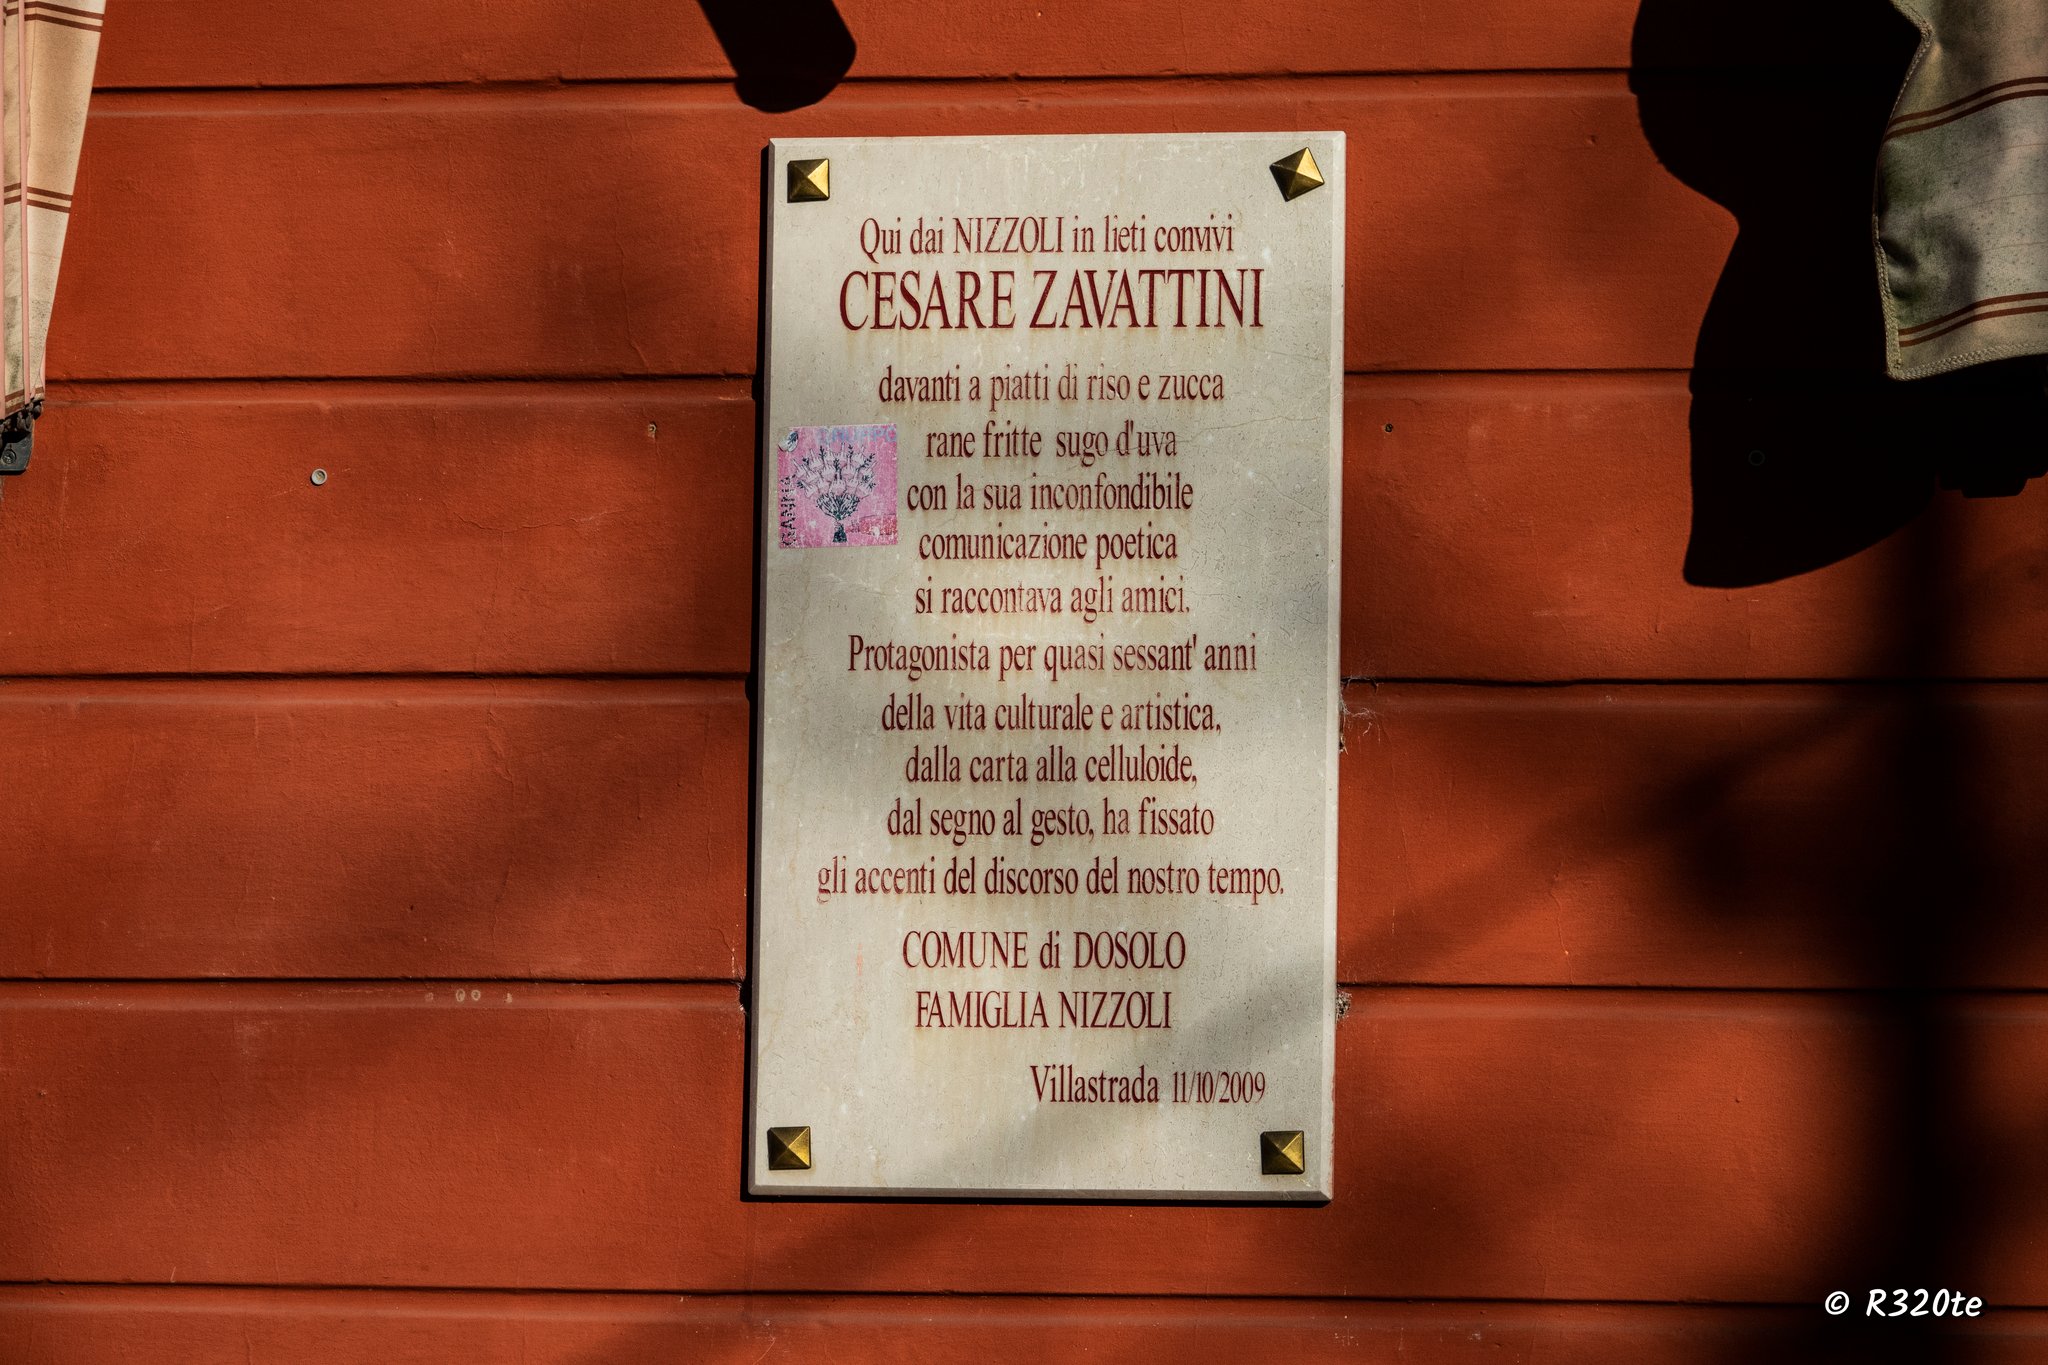 Qui dai NIZZOLI in lieti convivi
CESARE ZAVATTINI
davanti a piatti di riso e zucca
rane fritte sugo d'uva
con la sua inconfondibile
comunicazione poetica
si raccontava agli amici.
Protagonista per quasi sessant' anni
della vita culturale e artistica,
dalla carta alla celluloide,
dal segno al gesto, ha fissato
gli accenti del discorso del nostro tempo.
COMUNE di DOSOLO
FAMIGLIA NIZZOLI
Villastrada 11/10/2009
© R320te